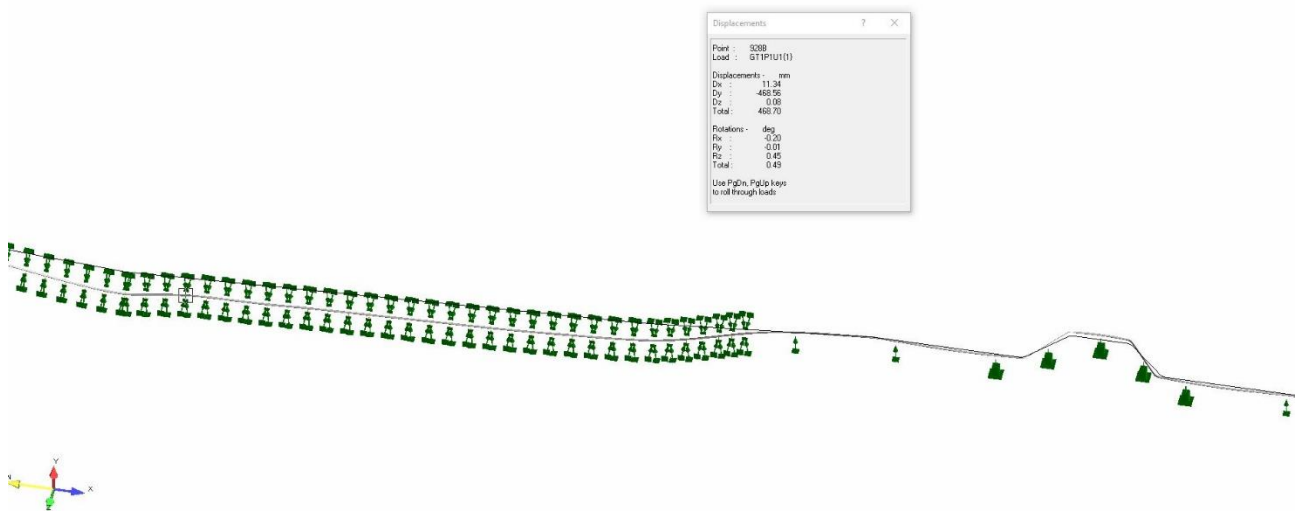 Displacements ? ×
Point : 928B
Load : GT1P1U1{1}
Displacements - mm
Dx : 11.34
Dy : -468.56
Dz : 0.08
Total : 468.70
Rotations - deg
Rx : -0.20
Ry : -0.01
Rz : 0.45
Total : 0.49
Use PgDn, PgUp keys
to roll through loads
Y
X